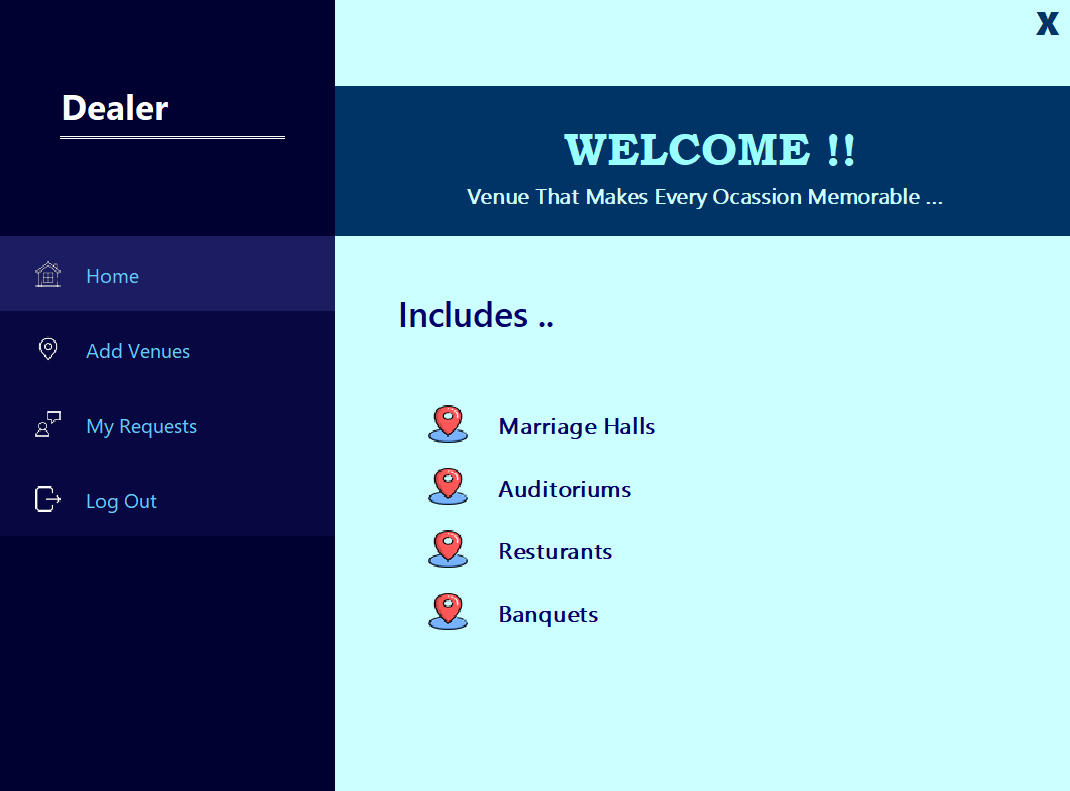 X
Dealer
WELCOME !!
Venue That Makes Every Ocassion Memorable ...
Home
Add Venues
My Requests
Log Out
Includes ..
Marriage Halls
Auditoriums
Resturants
Banquets